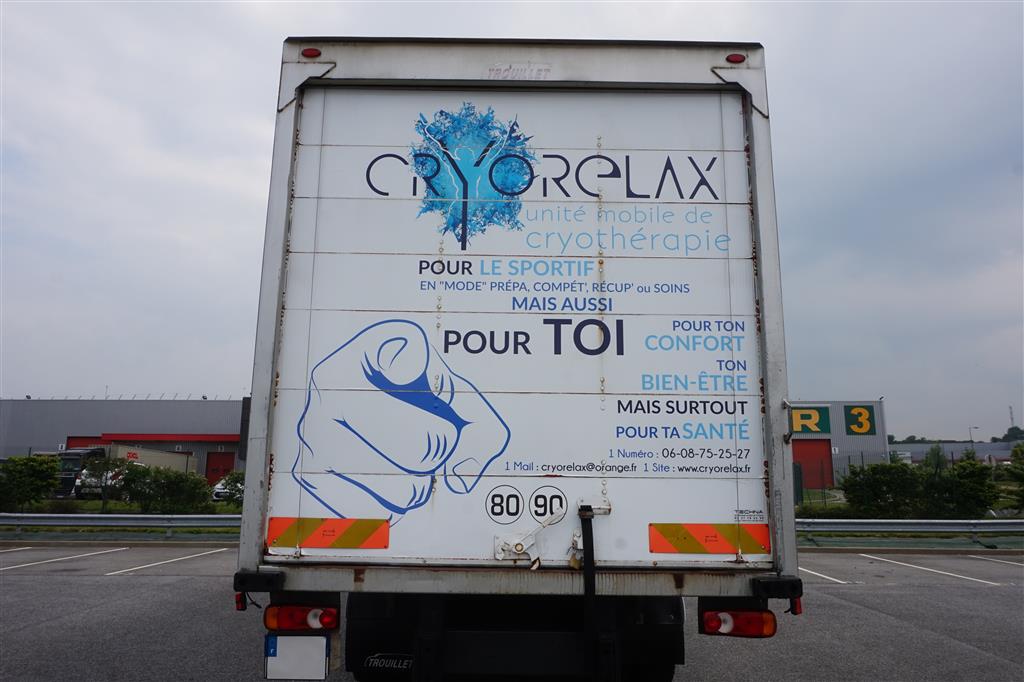 TROUILLET
CRYORELAX
unité mobile de
cryothérapie
POUR LE SPORTIF
EN "MODE" PRÉPA, COMPÉT', RÉCUP' OU SOINS
MAIS AUSSI
POUR TOI
POUR TON
CONFORT
TON
BIEN-ÊTRE
MAIS SURTOUT
POUR TA SANTÉ
1 Numéro : 06-08-75-25-27
1 Mail : cryorelax@orange.fr 1 Site : www.cryorelax.fr
80 90
R 3
TECHNA
F
TROUILLET